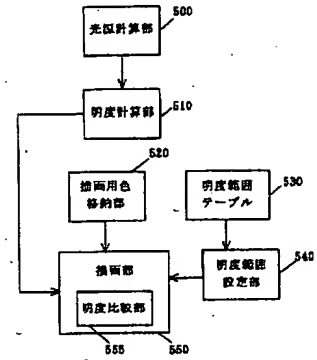 500
光源計算部
510
明度計算部
520
描画用色
格納部
530
明度範囲
テーブル
描画部
明度範囲
設定部
540
明度比較部
555
550